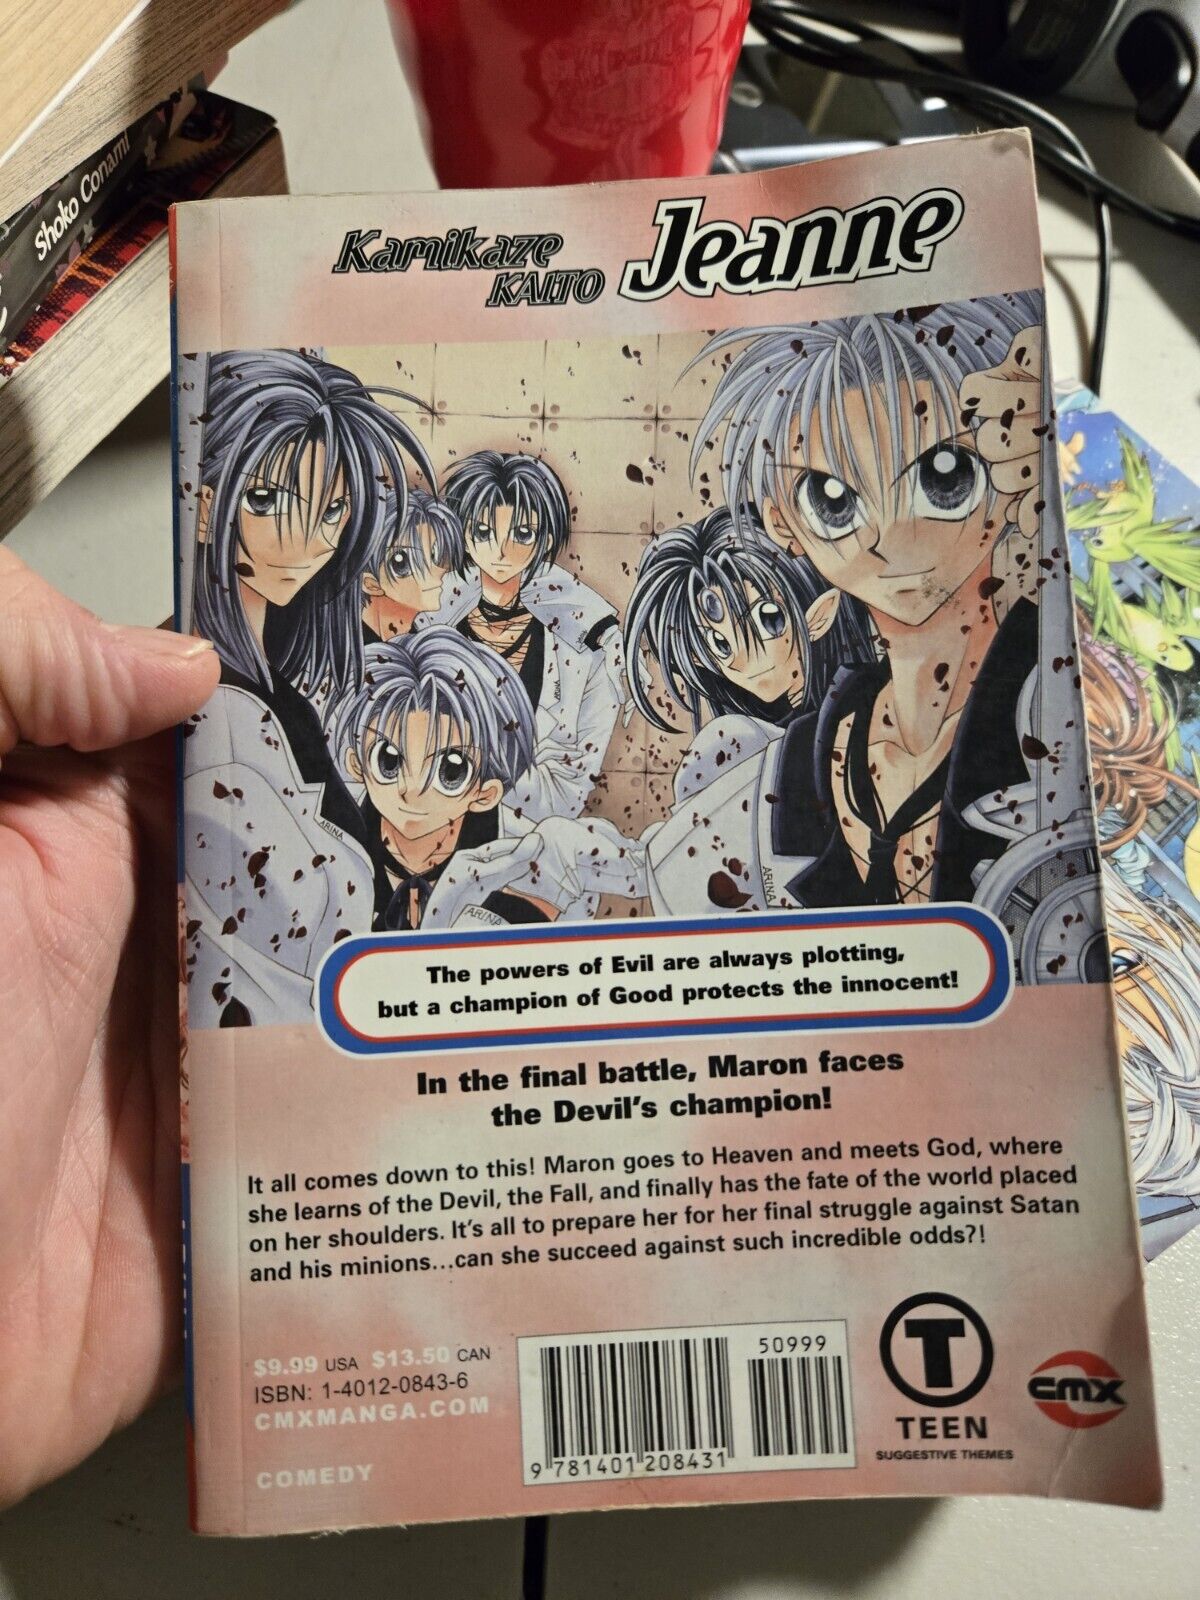 Shoko Conami
Kamikaze
KAITO
Jeanne
ARINA
ARINA
ARINA
ARINA
The powers of Evil are always plotting,
but a champion of Good protects the innocent!
In the final battle, Maron faces
the Devil's champion!
It all comes down to this! Maron goes to Heaven and meets God, where
she learns of the Devil, the Fall, and finally has the fate of the world placed
on her shoulders. It's all to prepare her for her final struggle against Satan
and his minions...can she succeed against such incredible odds?!
$9.99 USA $13.50 CAN
ISBN: 1-4012-0843-6
CMXMANGA.COM
COMEDY
50999
9 781401 208431
T
TEEN
SUGGESTIVE THEMES
CMX